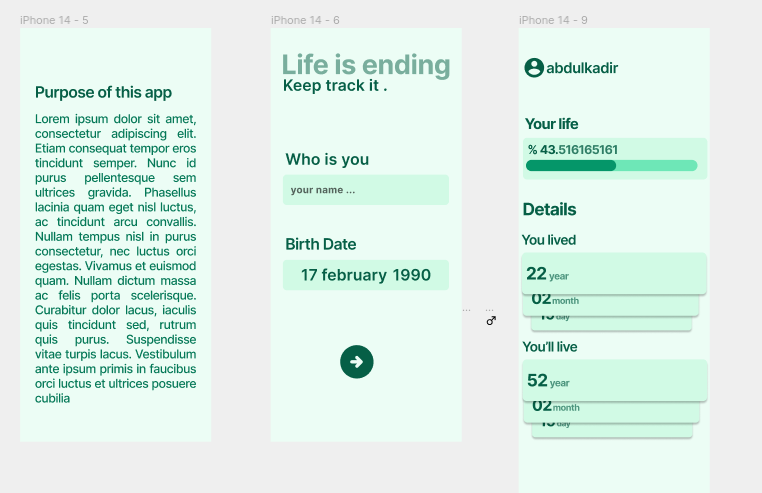 iPhone 14 - 5
Purpose of this app
Lorem ipsum dolor sit amet,
consectetur adipiscing elit.
Etiam consequat tempor eros
tincidunt semper. Nunc id
purus pellentesque sem
ultrices gravida. Phasellus
lacinia quam eget nisl luctus,
ac tincidunt arcu convallis.
Nullam tempus nisl in purus
consectetur, nec luctus orci
egestas. Vivamus et euismod
quam. Nullam dictum massa
ac felis porta scelerisque.
Curabitur dolor lacus, iaculis
quis tincidunt sed, rutrum
quis purus. Suspendisse
vitae turpis lacus. Vestibulum
ante ipsum primis in faucibus
orci luctus et ultrices posuere
cubilia
iPhone 14 - 6
Life is ending
Keep track it .
Who is you
your name ...
Birth Date
17 february 1990
... ...
♂
iPhone 14 - 9
abdulkadir
Your life
% 43.516165161
Details
You lived
22 year
02 month
day
You'll live
52 year
02 month
day